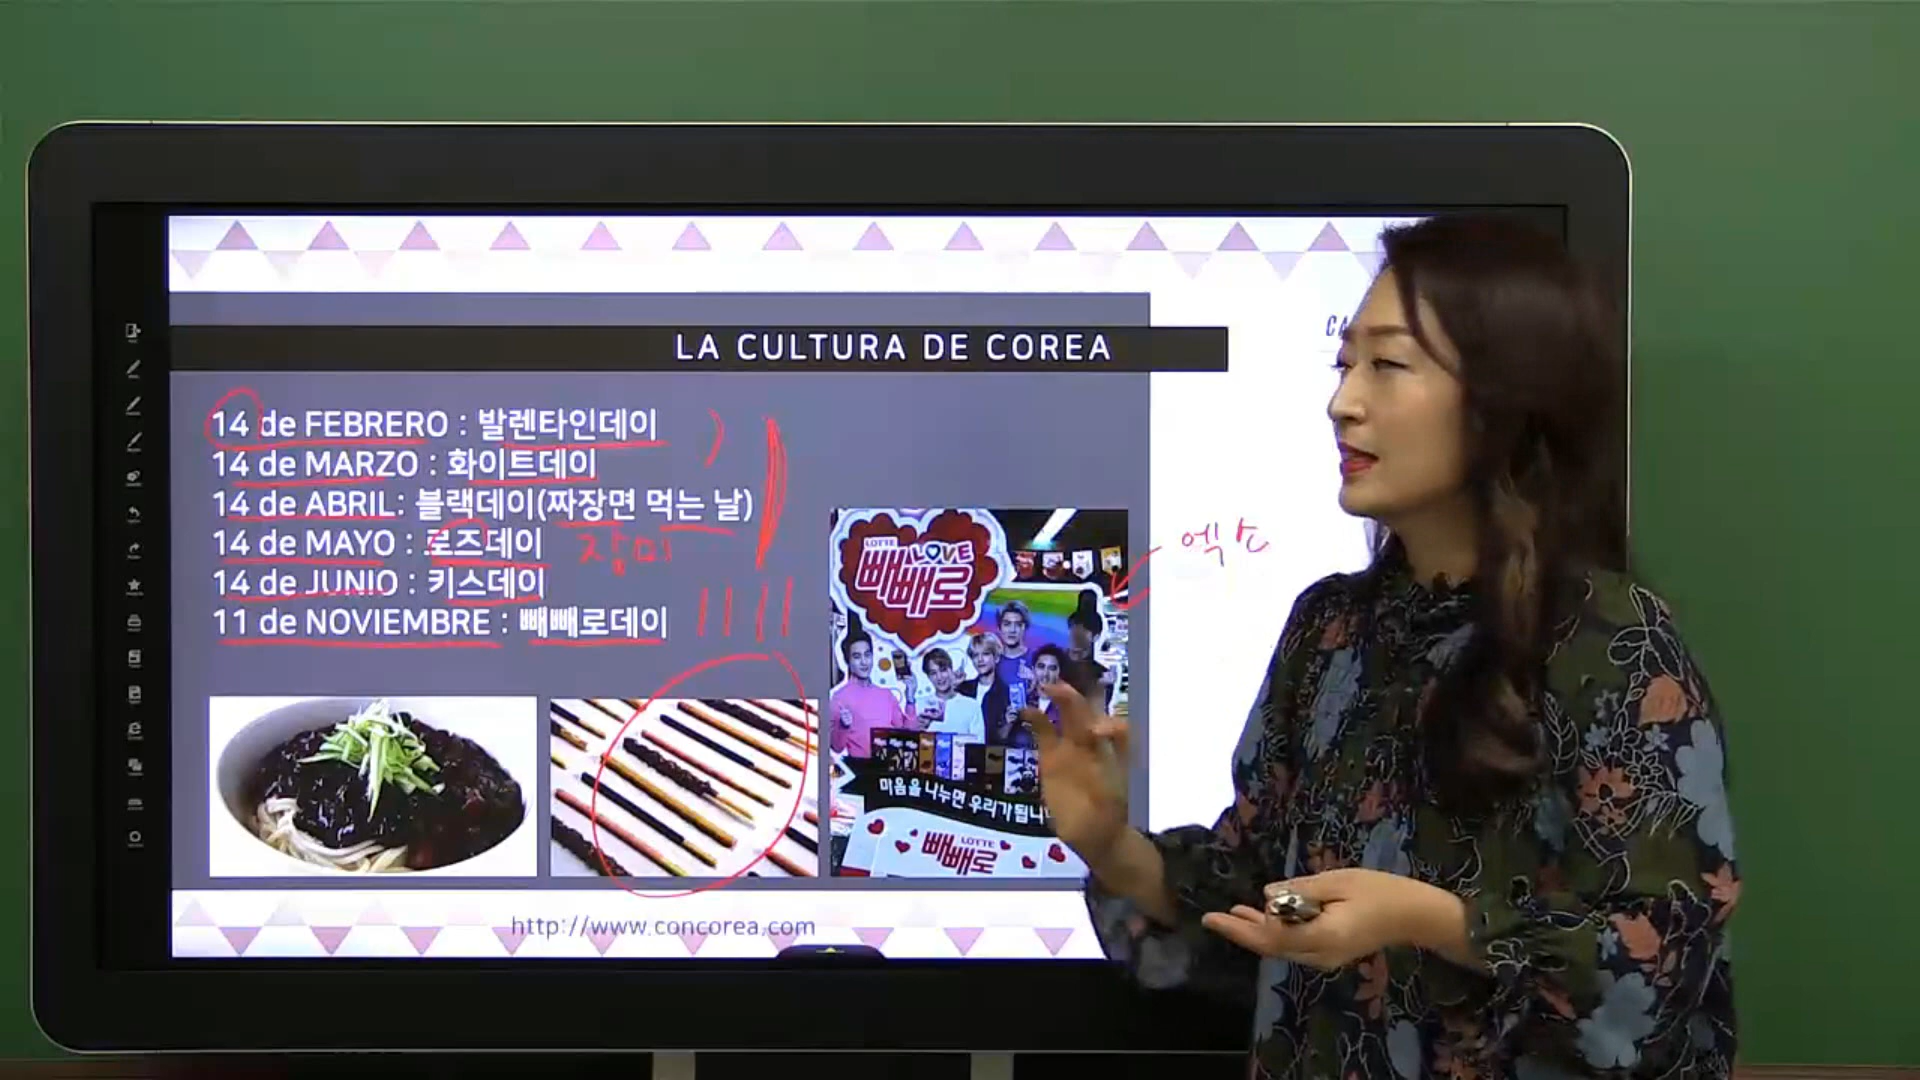 LA CULTURA DE COREA
14 de FEBRERO : 발렌타인데이
14 de MARZO : 화이트데이
14 de ABRIL: 블랙데이(짜장면 먹는 날)
14 de MAYO : 로즈데이 장미
14 de JUNIO : 키스데이
11 de NOVIEMBRE : 빼빼로데이
11 11
엑소
LOTTE
LOVE
빼빼로
마음을 나누면 우리가 됩니
LOTTE
빼빼로
http://www.concorea.com